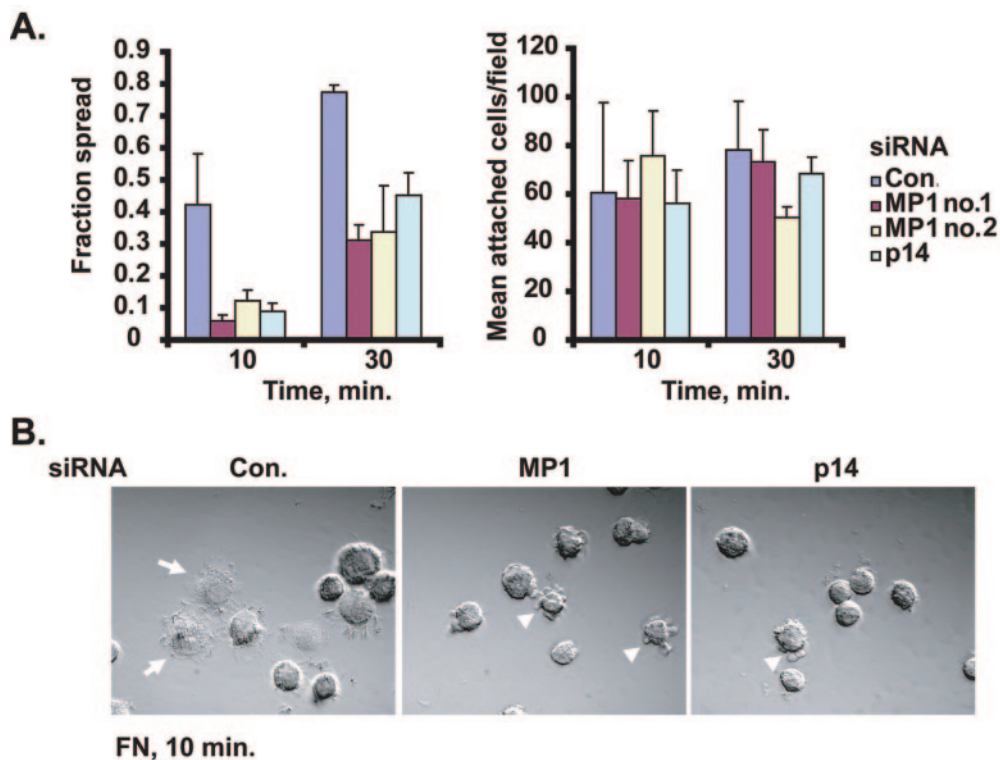 A.
Fraction spread
0.9
0.8
0.7
0.6
0.5
0.4
0.3
0.2
0.1
0
10 30
Time, min.
Mean attached cells/field
120
100
80
60
40
20
0
10 30
Time, min.
siRNA
Con.
MP1 no.1
MP1 no.2
p14
B.
siRNA Con. MP1 p14
FN, 10 min.